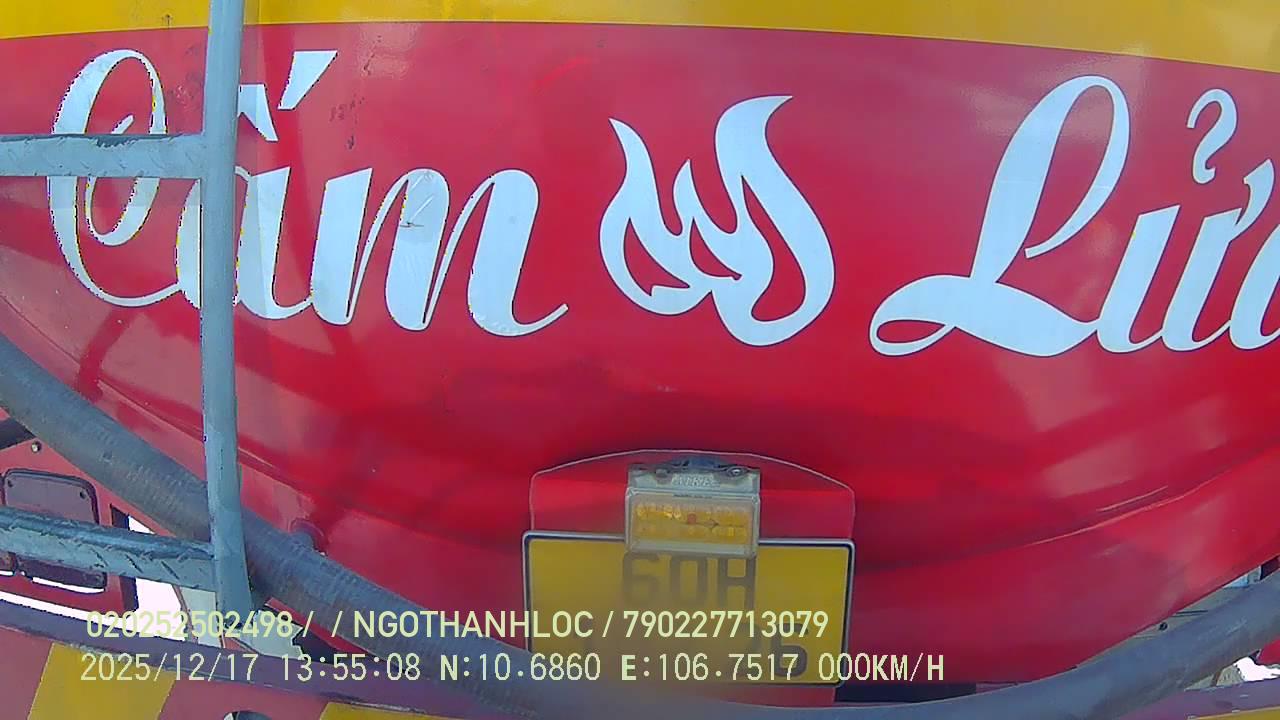 Cấm Lửa
60H
020252502498 / / NGOTHANHLOC / 790227713079
2025/12/17 13:55:08 N:10.6860 E:106.7517 000KM/H